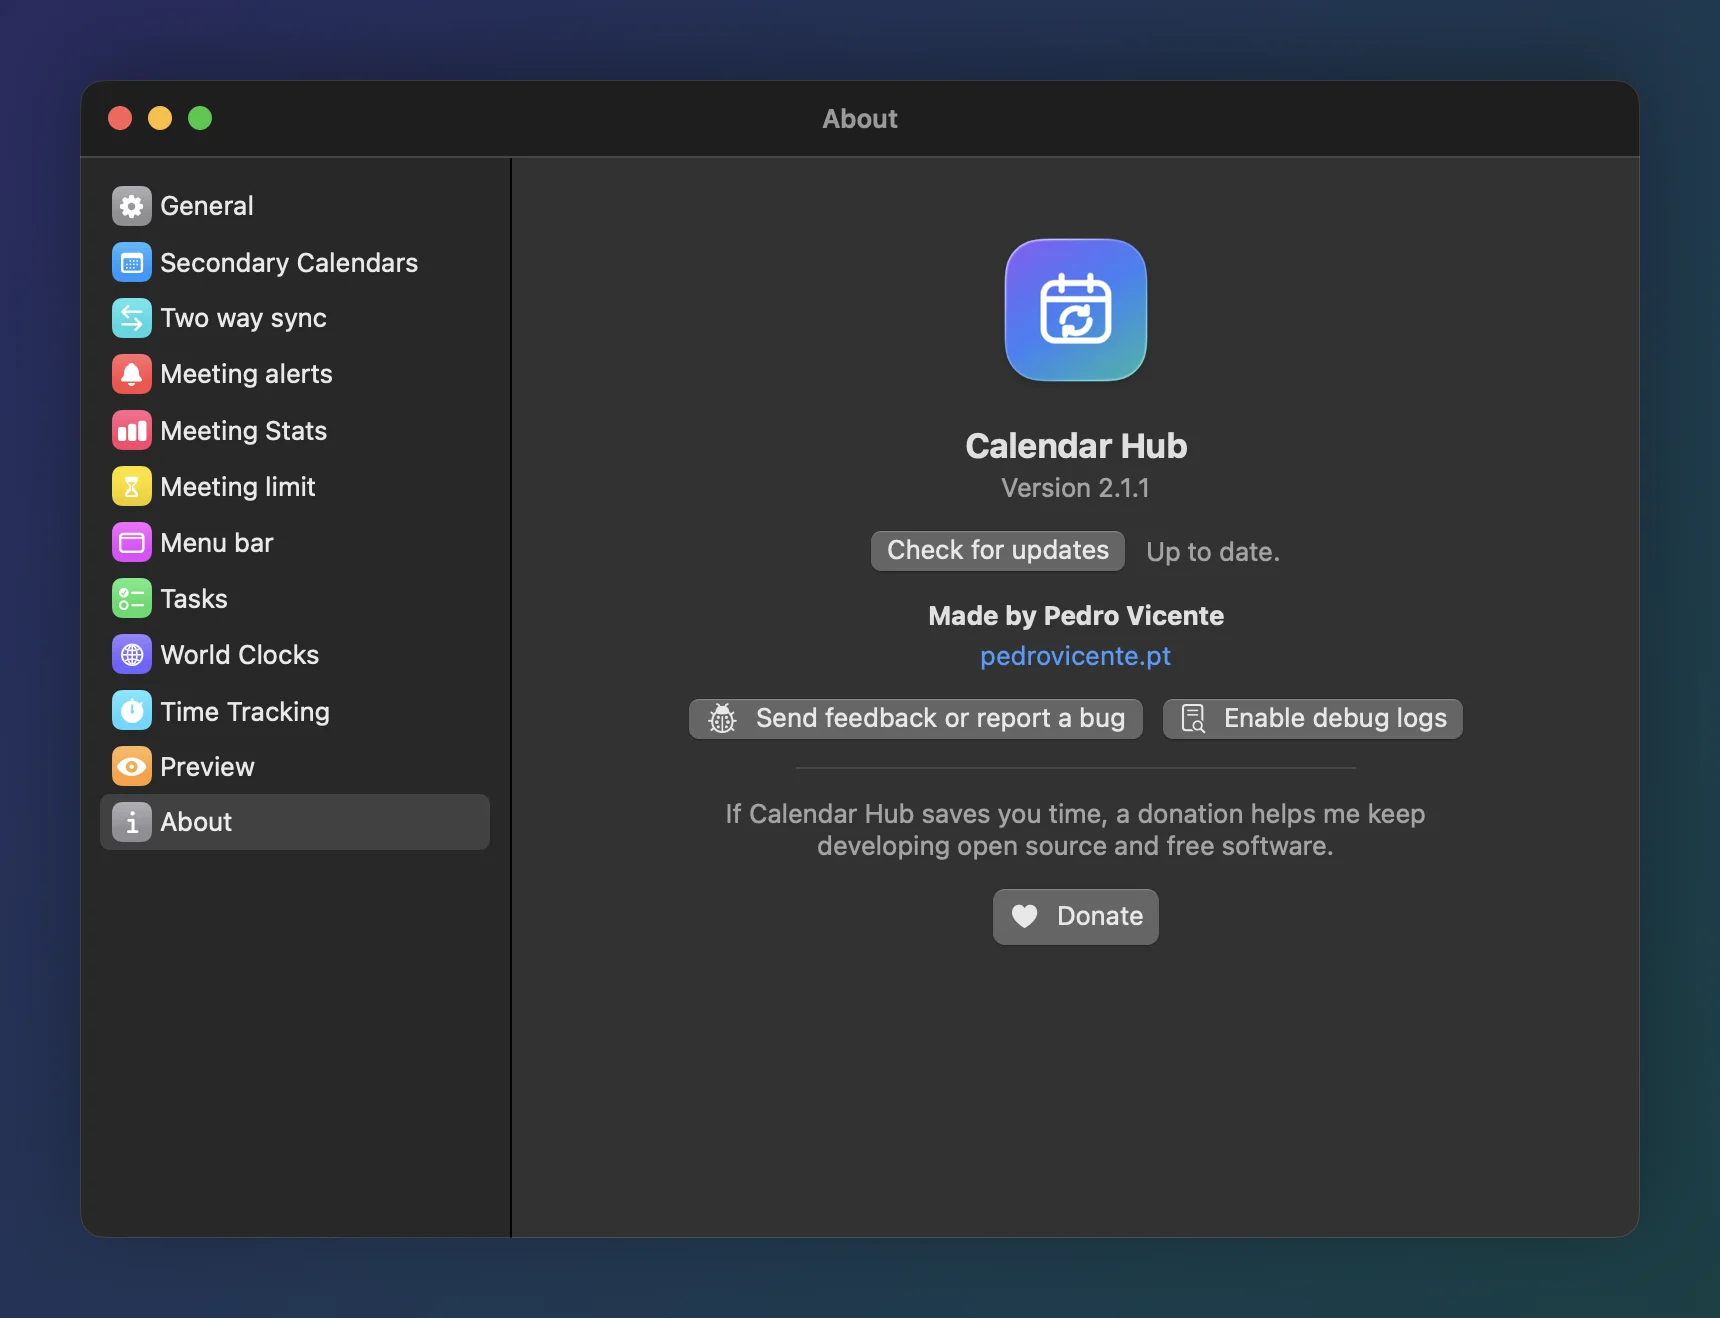 About
General
Secondary Calendars
Two way sync
Meeting alerts
Meeting Stats
Meeting limit
Menu bar
Tasks
World Clocks
Time Tracking
Preview
About
Calendar Hub
Version 2.1.1
Check for updates Up to date.
Made by Pedro Vicente
pedrovicente.pt
Send feedback or report a bug Enable debug logs
If Calendar Hub saves you time, a donation helps me keep
developing open source and free software.
Donate